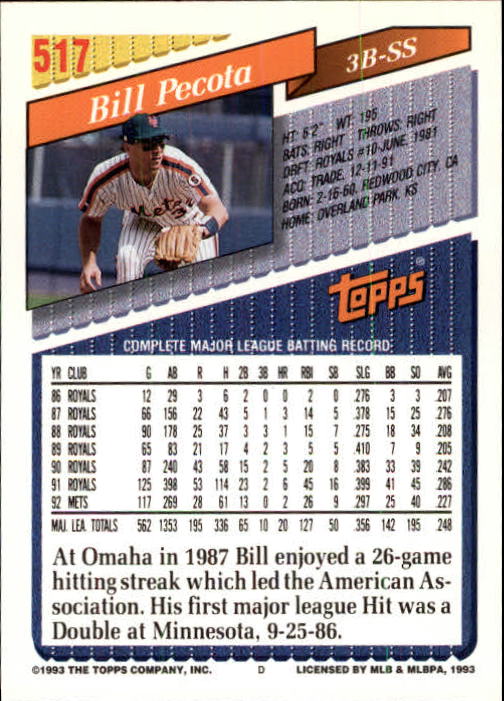 517
Bill Pecota
3B-SS
HT: 6'2" WT: 195
BATS: RIGHT THROWS: RIGHT
DRFT: ROYALS #10-JUNE, 1981
ACQ: TRADE, 12-11-91
BORN: 2-16-60, REDWOOD CITY, CA
HOME: OVERLAND PARK, KS
Mets
TOPPS®
COMPLETE MAJOR LEAGUE BATTING RECORD
YR CLUB G AB R H 2B 3B HR RBI SB SLG BB SO AVG
86 ROYALS 12 29 3 6 2 0 0 2 0 .276 3 3 .207
87 ROYALS 66 156 22 43 5 1 3 14 5 .378 15 25 .276
88 ROYALS 90 178 25 37 3 3 1 15 7 .275 18 34 .208
89 ROYALS 65 83 21 17 4 2 3 5 5 .410 7 9 .205
90 ROYALS 87 240 43 58 15 2 5 20 8 .383 33 39 .242
91 ROYALS 125 398 53 114 23 2 6 45 16 .399 41 45 .286
92 METS 117 269 28 61 13 0 2 26 9 .297 25 40 .227
MAJ. LEA. TOTALS 562 1353 195 336 65 10 20 127 50 .356 142 195 .248
At Omaha in 1987 Bill enjoyed a 26-game
hitting streak which led the American As-
sociation. His first major league Hit was a
Double at Minnesota, 9-25-86.
©1993 THE TOPPS COMPANY, INC. D LICENSED BY MLB & MLBPA, 1993